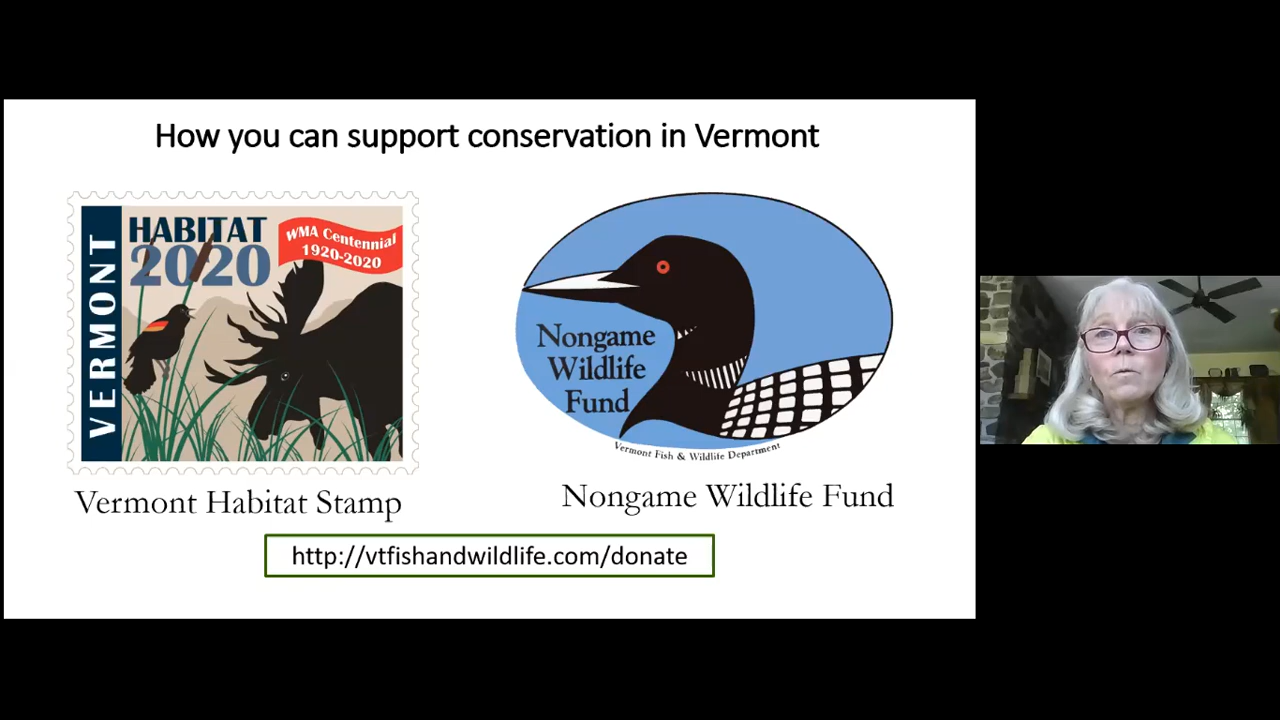 How you can support conservation in Vermont
VERMONT
HABITAT
2020
WMA Centennial
1920-2020
Nongame
Wildlife
Fund
Vermont Fish & Wildlife Department
Vermont Habitat Stamp
Nongame Wildlife Fund
http://vtfishandwildlife.com/donate